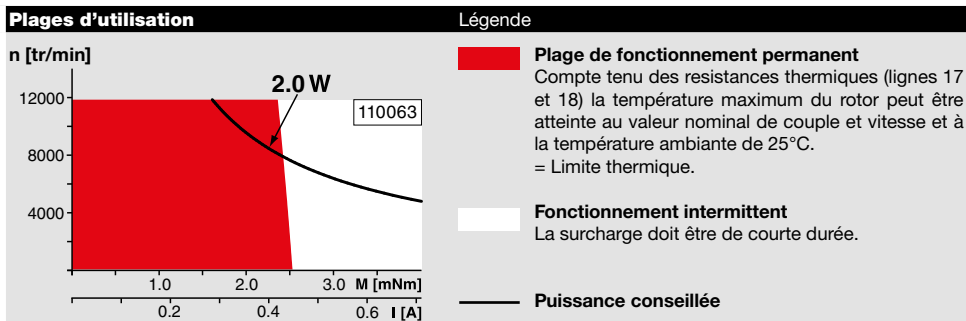 Plages d'utilisation
Légende
n [tr/min]
12000
8000
4000
2.0 W
110063
1.0 2.0 3.0 M [mNm]
0.2 0.4 0.6 I [A]
Plage de fonctionnement permanent
Compte tenu des resistances thermiques (lignes 17
et 18) la température maximum du rotor peut être
atteinte au valeur nominal de couple et vitesse et à
la température ambiante de 25°C.
= Limite thermique.
Fonctionnement intermittent
La surcharge doit être de courte durée.
Puissance conseillée